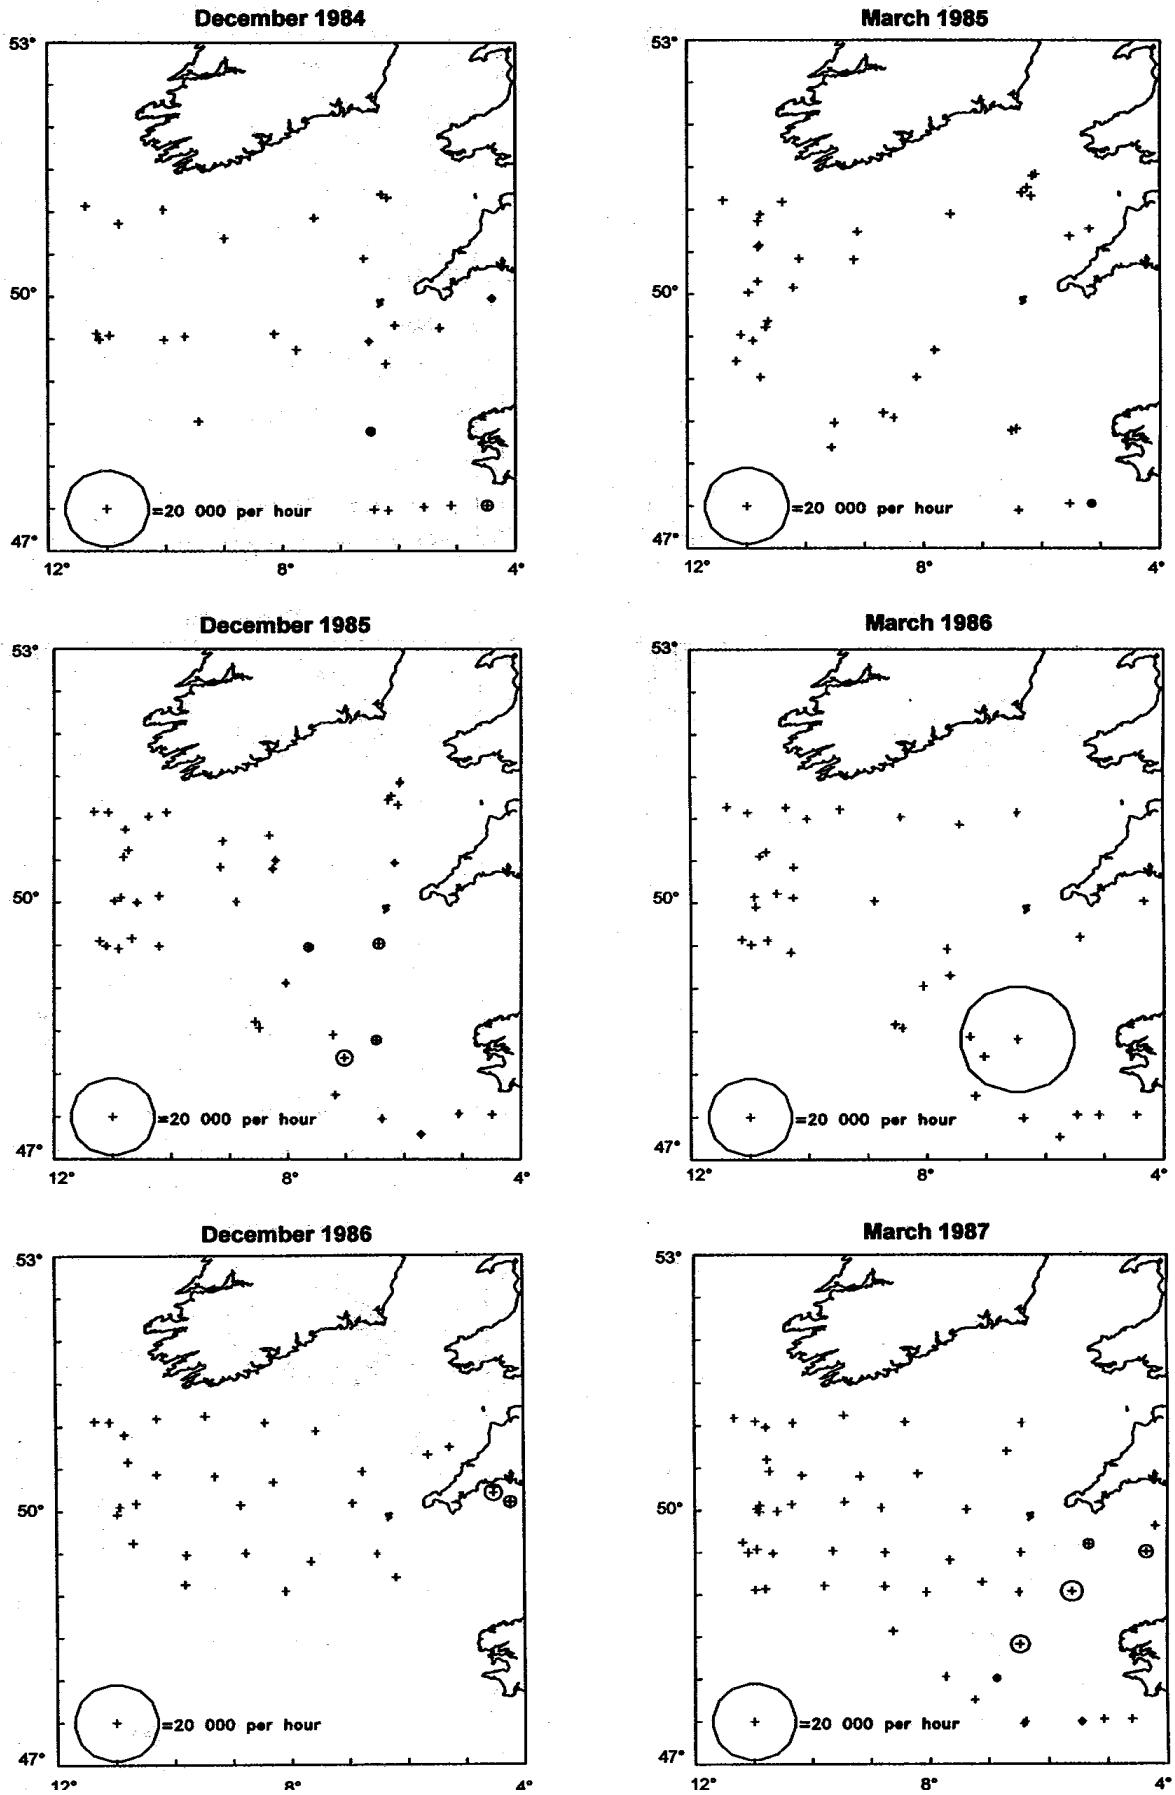 December 1984 March 1985
53° 53°
50° 50°
=20 000 per hour =20 000 per hour
47° 47°
12° 8° 4° 12° 8° 4°
December 1985 March 1986
53° 53°
50° 50°
=20 000 per hour =20 000 per hour
47° 47°
12° 8° 4° 12° 8° 4°
December 1986 March 1987
53° 53°
50° 50°
=20 000 per hour =20 000 per hour
47° 47°
12° 8° 4° 12° 8° 4°